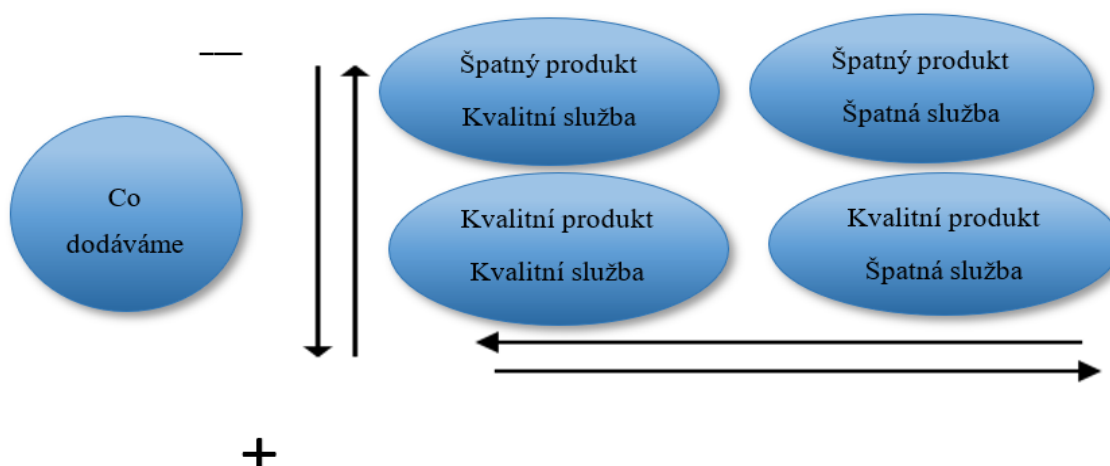 —
Špatný produkt
Kvalitní služba
Špatný produkt
Špatná služba
Co
dodáváme
Kvalitní produkt
Kvalitní služba
Kvalitní produkt
Špatná služba
+